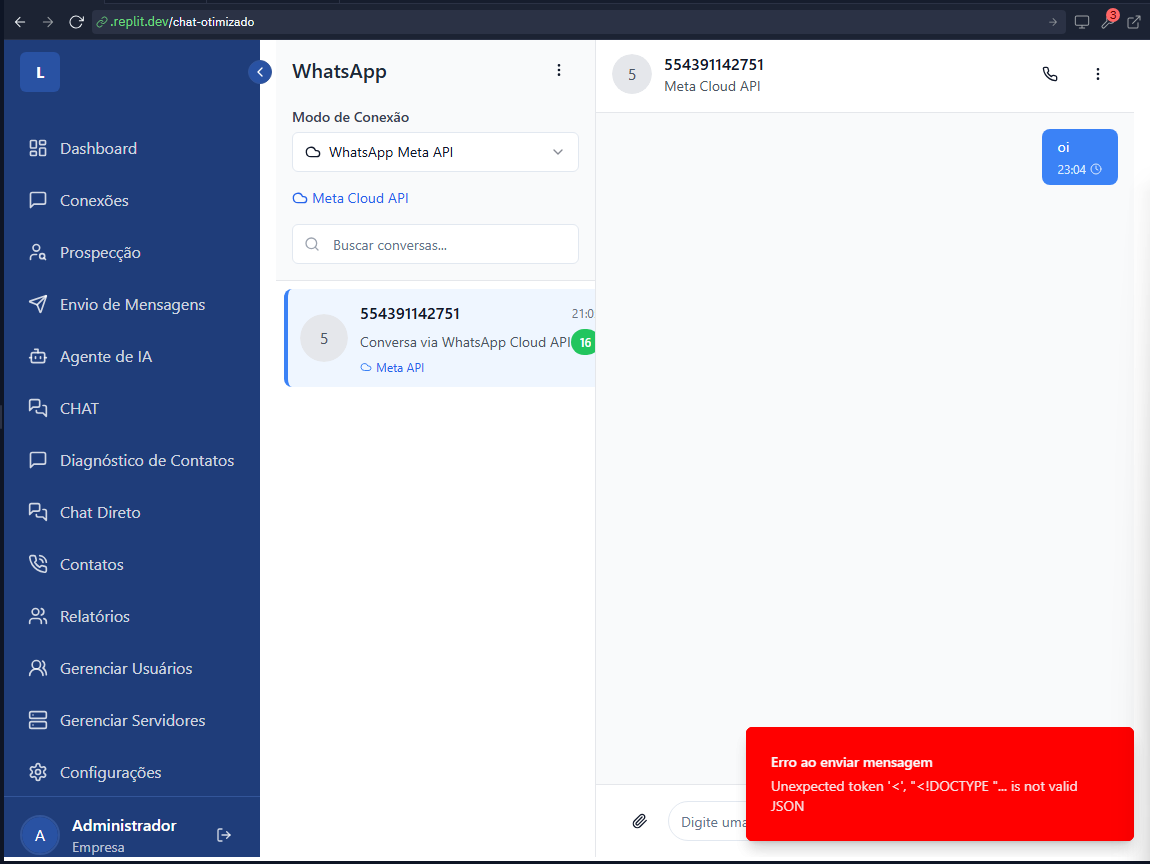 .replit.dev/chat-otimizado
3
L
Dashboard
Conexões
Prospecção
Envio de Mensagens
Agente de IA
CHAT
Diagnóstico de Contatos
Chat Direto
Contatos
Relatórios
Gerenciar Usuários
Gerenciar Servidores
Configurações
A
Administrador
Empresa
WhatsApp
Modo de Conexão
WhatsApp Meta API
Meta Cloud API
Buscar conversas...
5
554391142751
21:0
Conversa via WhatsApp Cloud API
16
Meta API
5
554391142751
Meta Cloud API
oi
23:04
Digite uma
Erro ao enviar mensagem
Unexpected token '<', "<!DOCTYPE "... is not valid
JSON